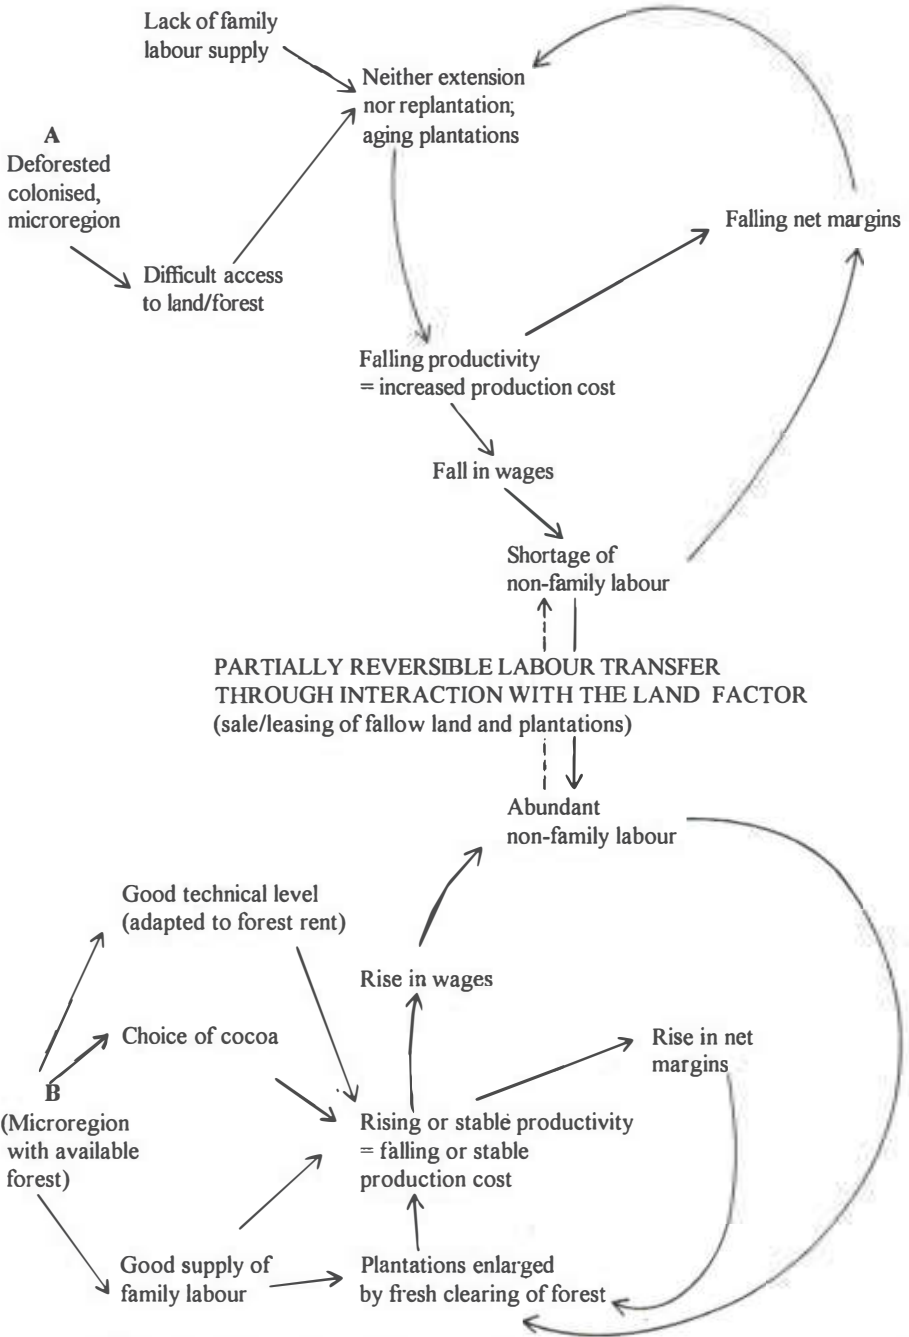 Lack of family
labour supply
Neither extension
nor replantation;
aging plantations
A
Deforested
colonised,
microregion
Falling net margins
Difficult access
to land/forest
Falling productivity
= increased production cost
Fall in wages
Shortage of
non-family labour
PARTIALLY REVERSIBLE LABOUR TRANSFER
THROUGH INTERACTION WITH THE LAND FACTOR
(sale/leasing of fallow land and plantations)
Abundant
non-family labour
Good technical level
(adapted to forest rent)
Rise in wages
Choice of cocoa
Rise in net
margins
B
(Microregion
with available
forest)
Rising or stable productivity
= falling or stable
production cost
Good supply of
family labour
Plantations enlarged
by fresh clearing of forest